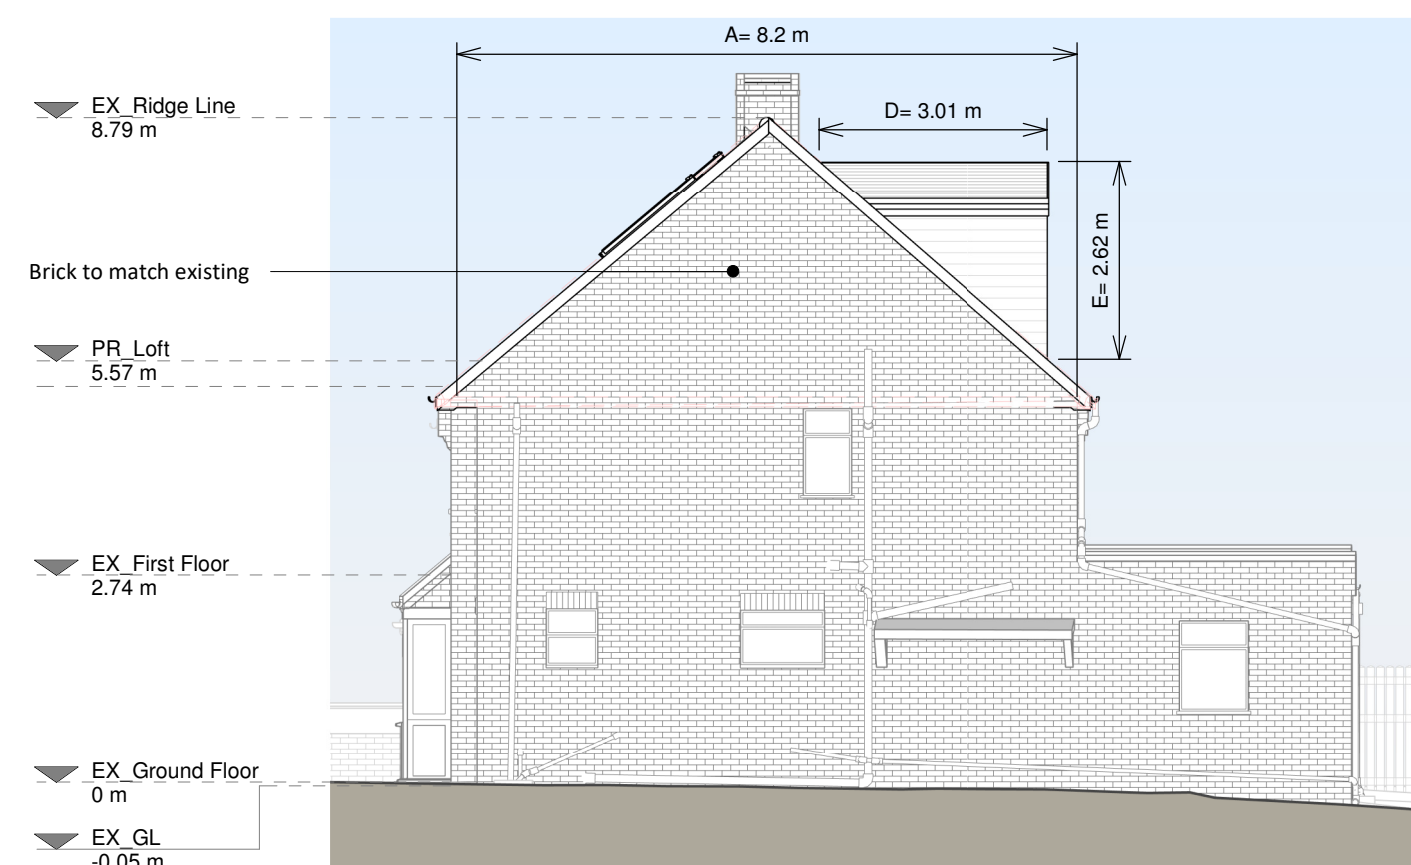 A= 8.2 m
EX_Ridge Line
8.79 m
D= 3.01 m
E= 2.62 m
Brick to match existing
PR_Loft
5.57 m
EX_First Floor
2.74 m
EX_Ground Floor
0 m
EX_GL
-0.05 m